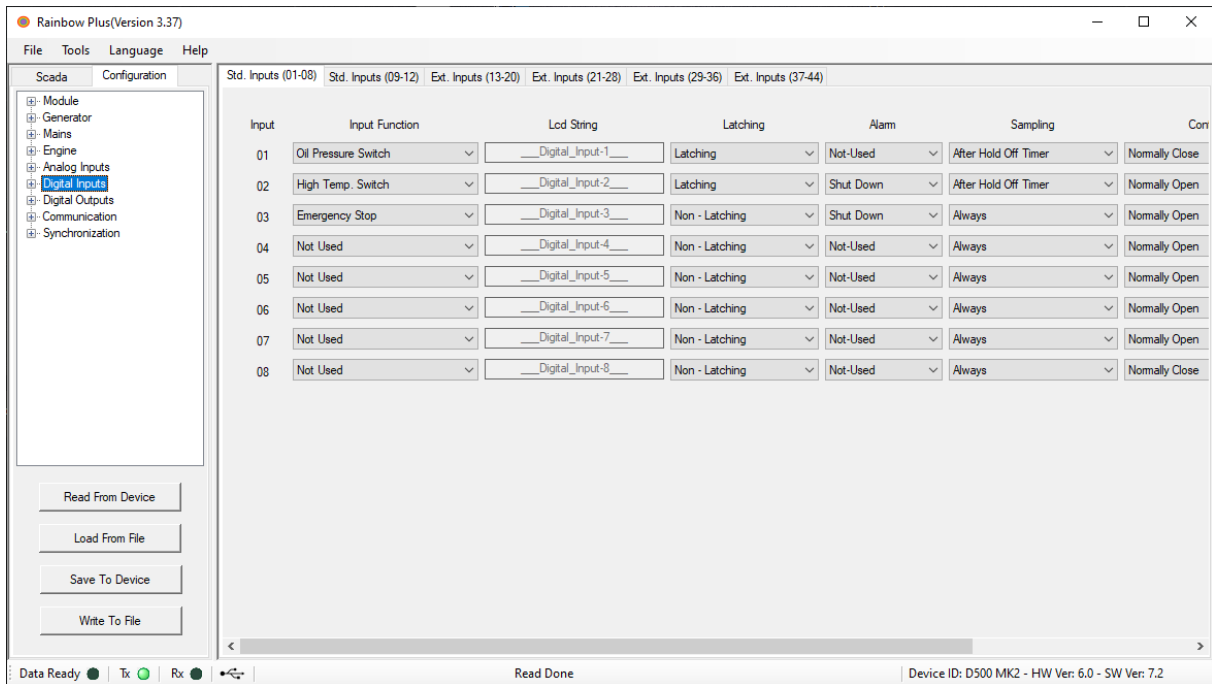 Rainbow Plus(Version 3.37)
File Tools Language Help
Scada Configuration
Std. Inputs (01-08) Std. Inputs (09-12) Ext. Inputs (13-20) Ext. Inputs (21-28) Ext. Inputs (29-36) Ext. Inputs (37-44)
Module
Generator
Mains
Engine
Analog Inputs
Digital Inputs
Digital Outputs
Communication
Synchronization
Input Input Function Lcd String Latching Alarm Sampling
01 Oil Pressure Switch ___Digital_Input-1___ Latching Not-Used After Hold Off Timer Normally Close
02 High Temp. Switch ___Digital_Input-2___ Latching Shut Down After Hold Off Timer Normally Open
03 Emergency Stop ___Digital_Input-3___ Non - Latching Shut Down Always Normally Open
04 Not Used ___Digital_Input-4___ Non - Latching Not-Used Always Normally Open
05 Not Used ___Digital_Input-5___ Non - Latching Not-Used Always Normally Open
06 Not Used ___Digital_Input-6___ Non - Latching Not-Used Always Normally Open
07 Not Used ___Digital_Input-7___ Non - Latching Not-Used Always Normally Open
08 Not Used ___Digital_Input-8___ Non - Latching Not-Used Always Normally Close
Read From Device
Load From File
Save To Device
Write To File
Data Ready Tx Rx Read Done Device ID: D500 MK2 - HW Ver: 6.0 - SW Ver: 7.2